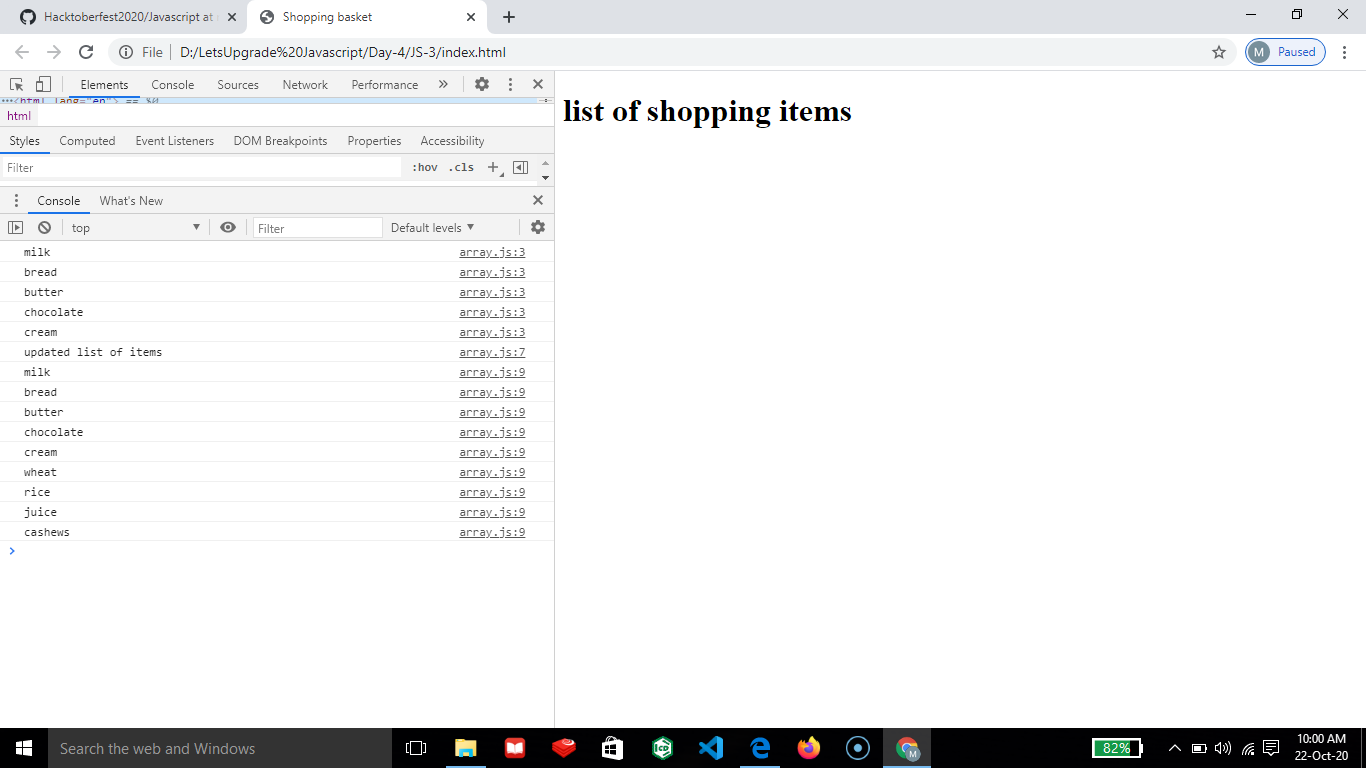 Hacktoberfest2020/Javascript at
Shopping basket
File
D:/LetsUpgrade%20Javascript/Day-4/JS-3/index.html
M Paused
Elements Console Sources Network Performance
<html lang="en"> == $0
html
Styles Computed Event Listeners DOM Breakpoints Properties Accessibility
Filter :hov .cls
Console What's New
top Filter Default levels
milk array.js:3
bread array.js:3
butter array.js:3
chocolate array.js:3
cream array.js:3
updated list of items array.js:7
milk array.js:9
bread array.js:9
butter array.js:9
chocolate array.js:9
cream array.js:9
wheat array.js:9
rice array.js:9
juice array.js:9
cashews array.js:9
list of shopping items
Search the web and Windows
M
82%
10:00 AM
22-Oct-20